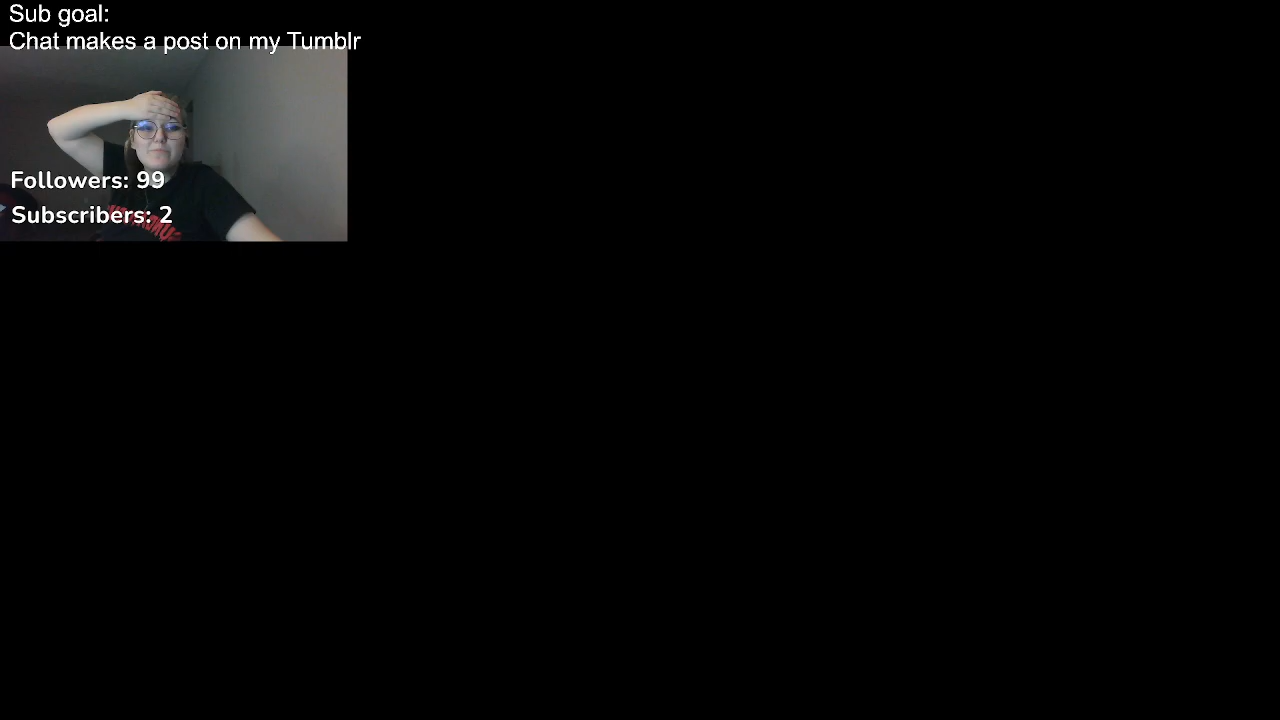 Sub goal:
Chat makes a post on my Tumblr
Followers: 99
Subscribers: 2